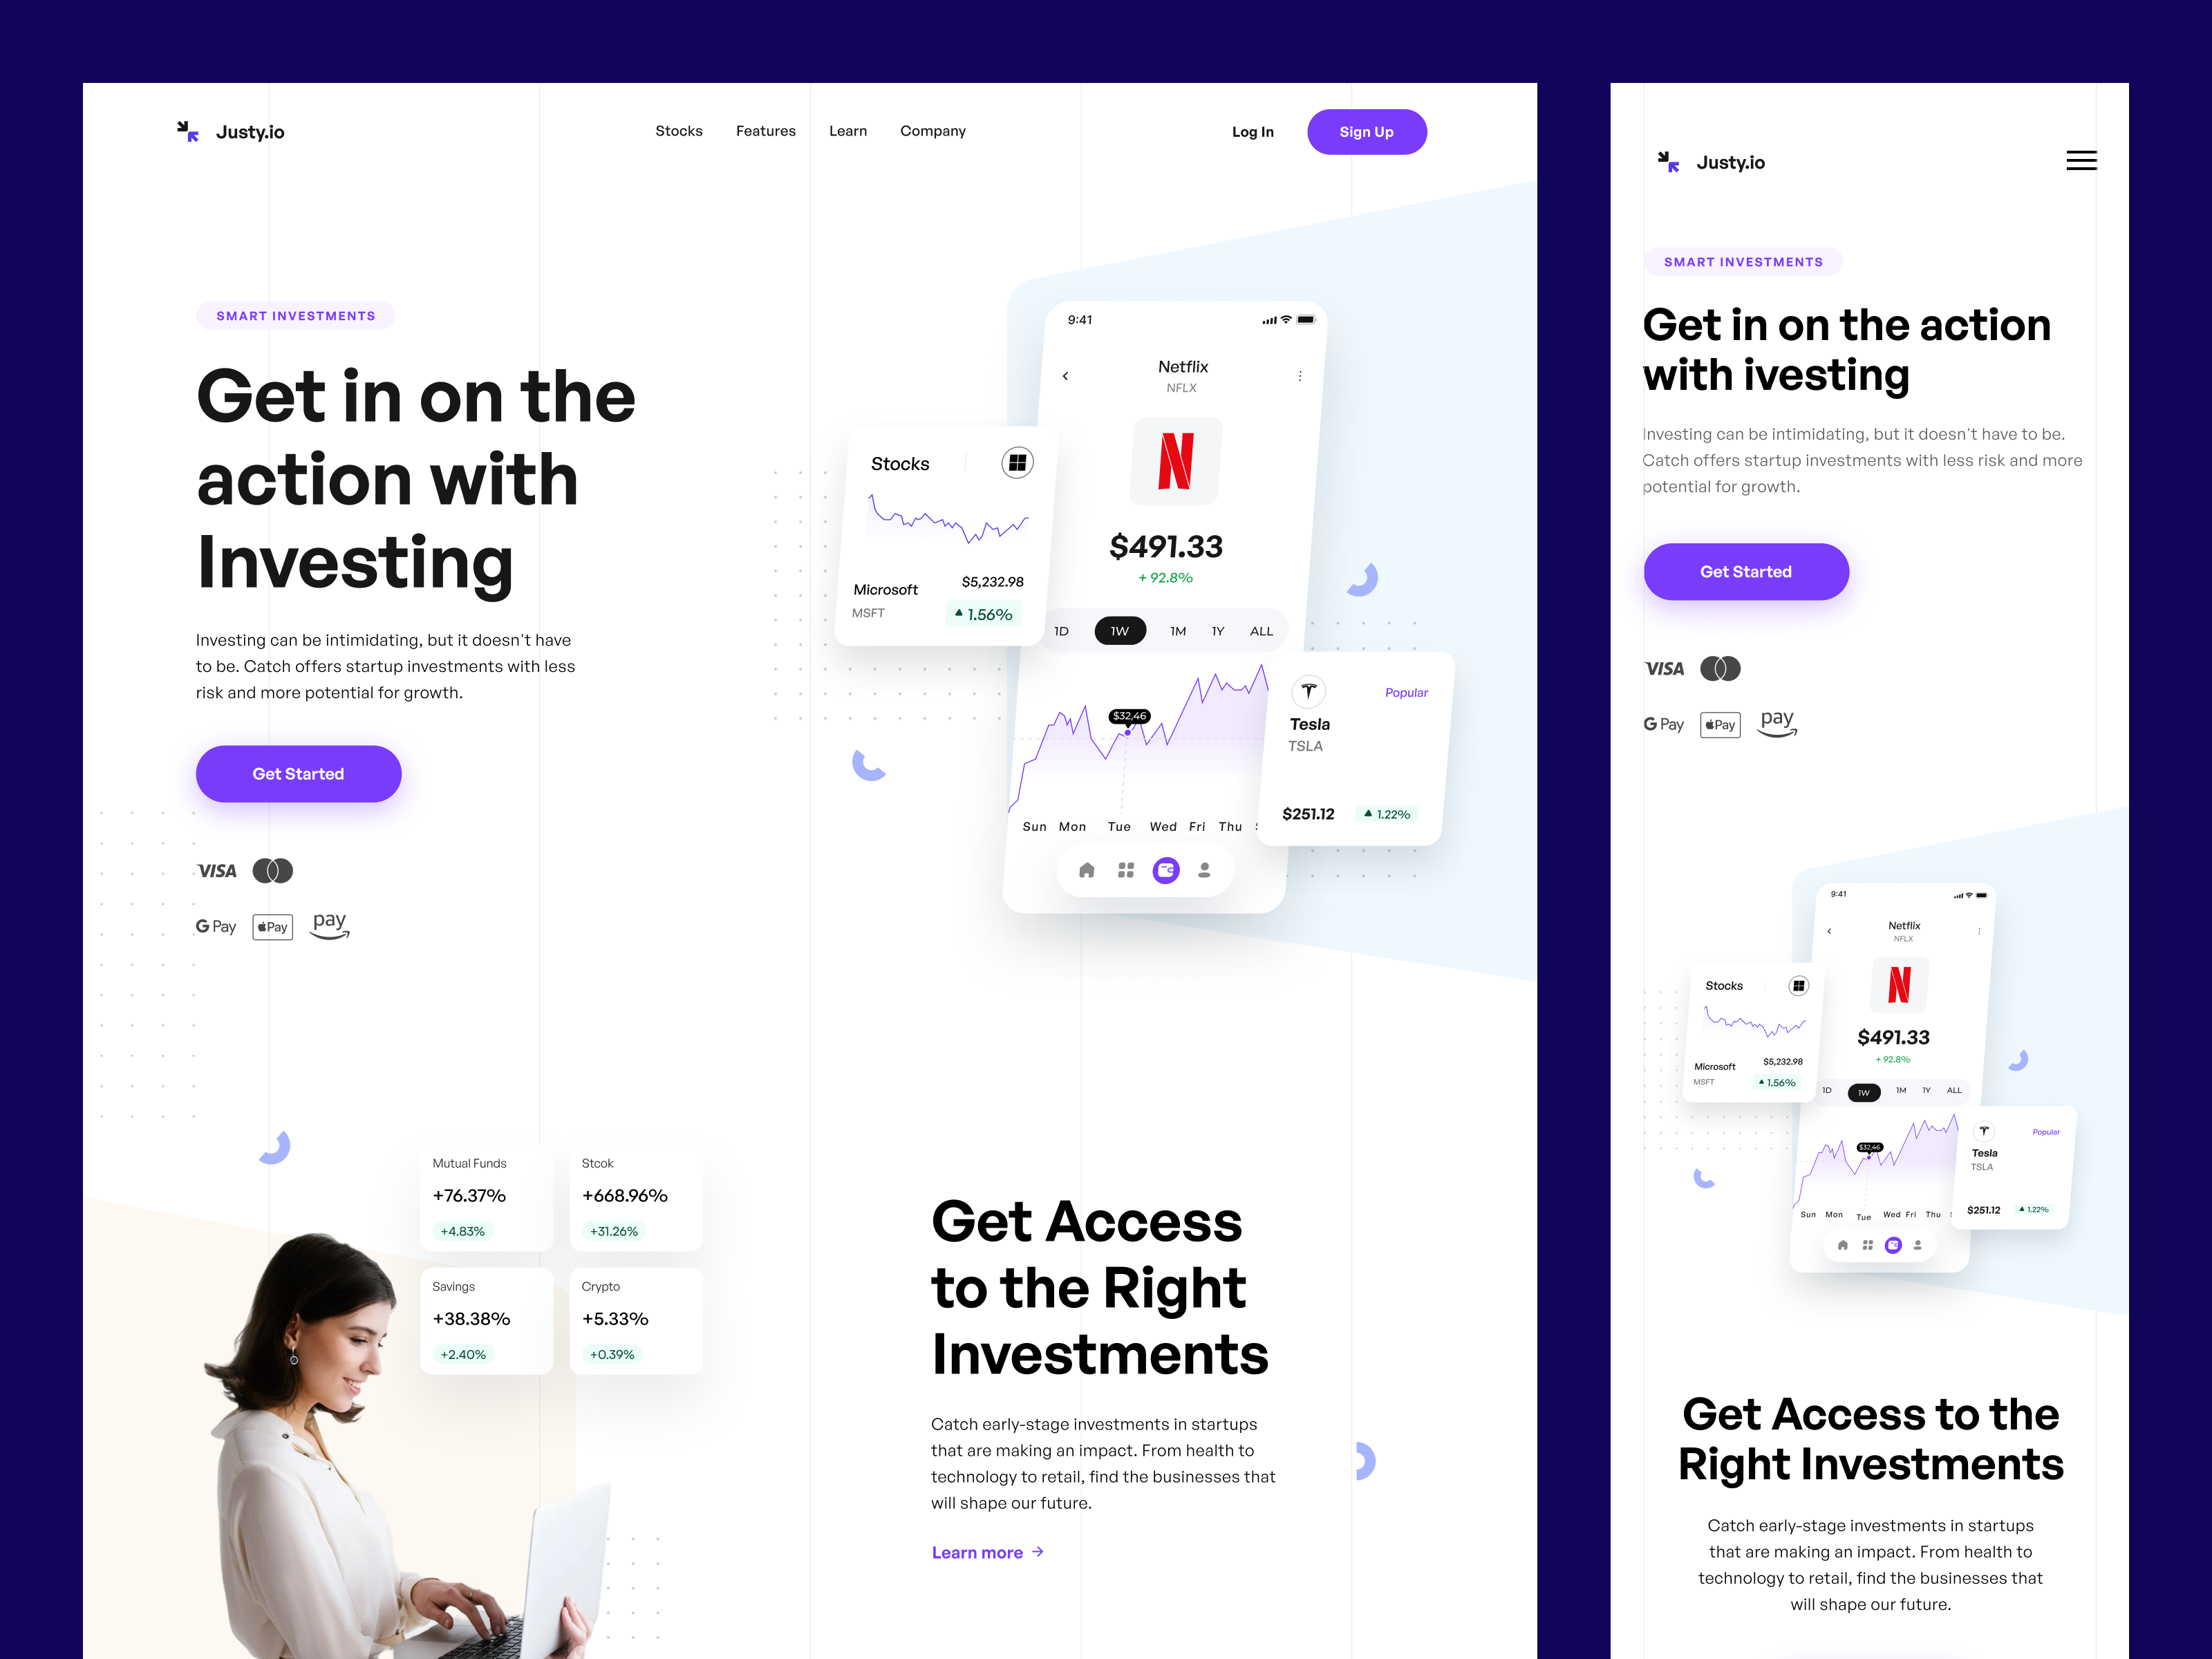 Justy.io
Stocks Features Learn Company
Log In
Sign Up
SMART INVESTMENTS
Get in on the
action with
Investing
Investing can be intimidating, but it doesn't have
to be. Catch offers startup investments with less
risk and more potential for growth.
Get Started
VISA
G Pay
Pay
pay
9:41
Netflix
NFLX
N
$491.33
+ 92.8%
1D 1W 1M 1Y ALL
$32,46
Sun Mon Tue Wed Fri Thu
Stocks
Microsoft
MSFT
$5,232.98
1.56%
Popular
Tesla
TSLA
$251.12
1.22%
Mutual Funds
+76.37%
+4.83%
Stcok
+668.96%
+31.26%
Savings
+38.38%
+2.40%
Crypto
+5.33%
+0.39%
Get Access
to the Right
Investments
Catch early-stage investments in startups
that are making an impact. From health to
technology to retail, find the businesses that
will shape our future.
Learn more →
Justy.io
SMART INVESTMENTS
Get in on the action
with ivesting
Investing can be intimidating, but it doesn't have to be.
Catch offers startup investments with less risk and more
potential for growth.
Get Started
VISA
G Pay
Pay
pay
9:41
Netflix
NFLX
N
$491.33
+ 92.8%
1D 1W 1M 1Y ALL
$32,46
Sun Mon Tue Wed Fri Thu
Stocks
Microsoft
MSFT
$5,232.98
1.56%
Popular
Tesla
TSLA
$251.12
1.22%
Get Access to the
Right Investments
Catch early-stage investments in startups
that are making an impact. From health to
technology to retail, find the businesses that
will shape our future.